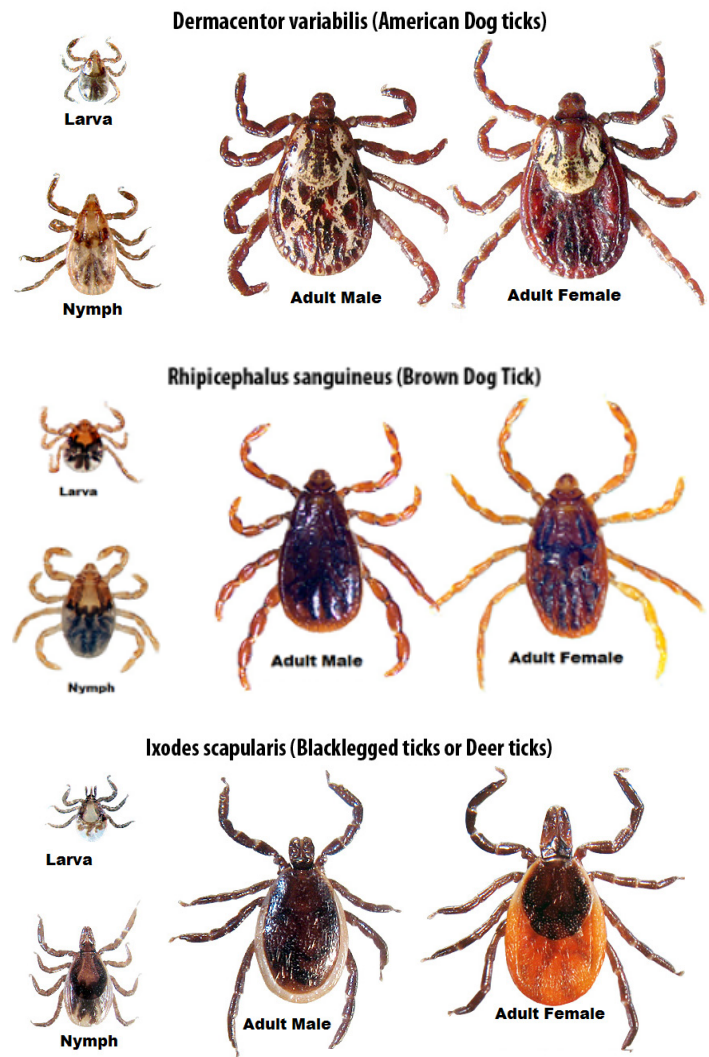 Dermacentor variabilis (American Dog ticks)
Larva
Nymph
Adult Male
Adult Female
Rhipicephalus sanguineus (Brown Dog Tick)
Larva
Nymph
Adult Male
Adult Female
Ixodes scapularis (Blacklegged ticks or Deer ticks)
Larva
Nymph
Adult Male
Adult Female